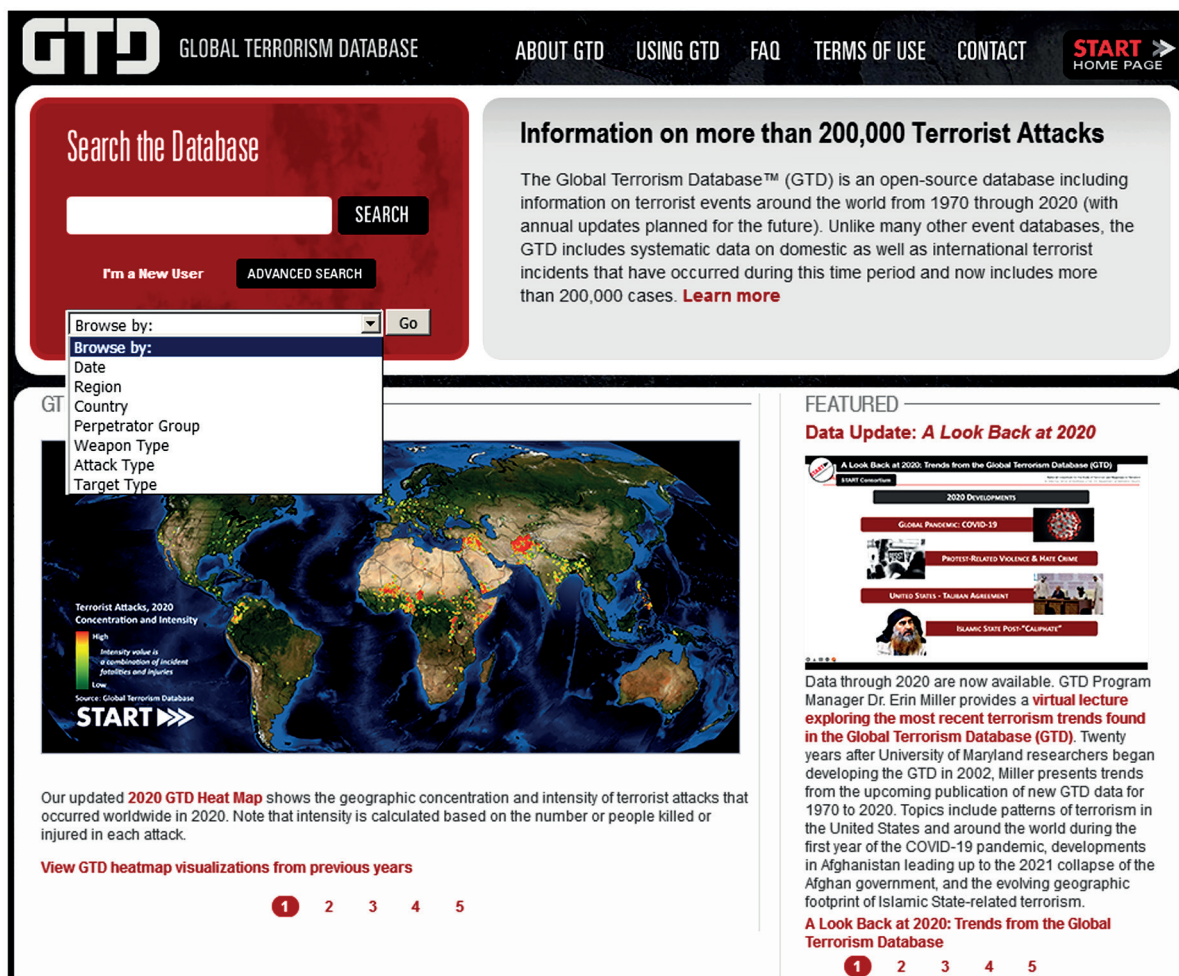 GTD GLOBAL TERRORISM DATABASE
ABOUT GTD USING GTD FAQ TERMS OF USE CONTACT
START
HOME PAGE
Search the Database
SEARCH
I'm a New User ADVANCED SEARCH
Browse by: Go
Browse by:
Date
Region
Country
Perpetrator Group
Weapon Type
Attack Type
Target Type
Information on more than 200,000 Terrorist Attacks
The Global Terrorism Database™ (GTD) is an open-source database including
information on terrorist events around the world from 1970 through 2020 (with
annual updates planned for the future). Unlike many other event databases, the
GTD includes systematic data on domestic as well as international terrorist
incidents that have occurred during this time period and now includes more
than 200,000 cases. Learn more
GT
Terrorist Attacks, 2020
Concentration and Intensity
High
Intensity value is
a combination of incident
fatalities and injuries
Low
Source: Global Terrorism Database
START
Our updated 2020 GTD Heat Map shows the geographic concentration and intensity of terrorist attacks that
occurred worldwide in 2020. Note that intensity is calculated based on the number or people killed or
injured in each attack.
View GTD heatmap visualizations from previous years
1 2 3 4 5
FEATURED
Data Update: A Look Back at 2020
A Look Back at 2020: Trends from the Global Terrorism Database (GTD)
START Consortium
2020 DEVELOPMENTS
GLOBAL PANDEMIC: COVID-19
PROTEST-RELATED VIOLENCE & HATE CRIME
UNITED STATES - TALIBAN AGREEMENT
ISLAMIC STATE POST-"CALIPHATE"
Data through 2020 are now available. GTD Program
Manager Dr. Erin Miller provides a virtual lecture
exploring the most recent terrorism trends found
in the Global Terrorism Database (GTD). Twenty
years after University of Maryland researchers began
developing the GTD in 2002, Miller presents trends
from the upcoming publication of new GTD data for
1970 to 2020. Topics include patterns of terrorism in
the United States and around the world during the
first year of the COVID-19 pandemic, developments
in Afghanistan leading up to the 2021 collapse of the
Afghan government, and the evolving geographic
footprint of Islamic State-related terrorism.
A Look Back at 2020: Trends from the Global
Terrorism Database
1 2 3 4 5